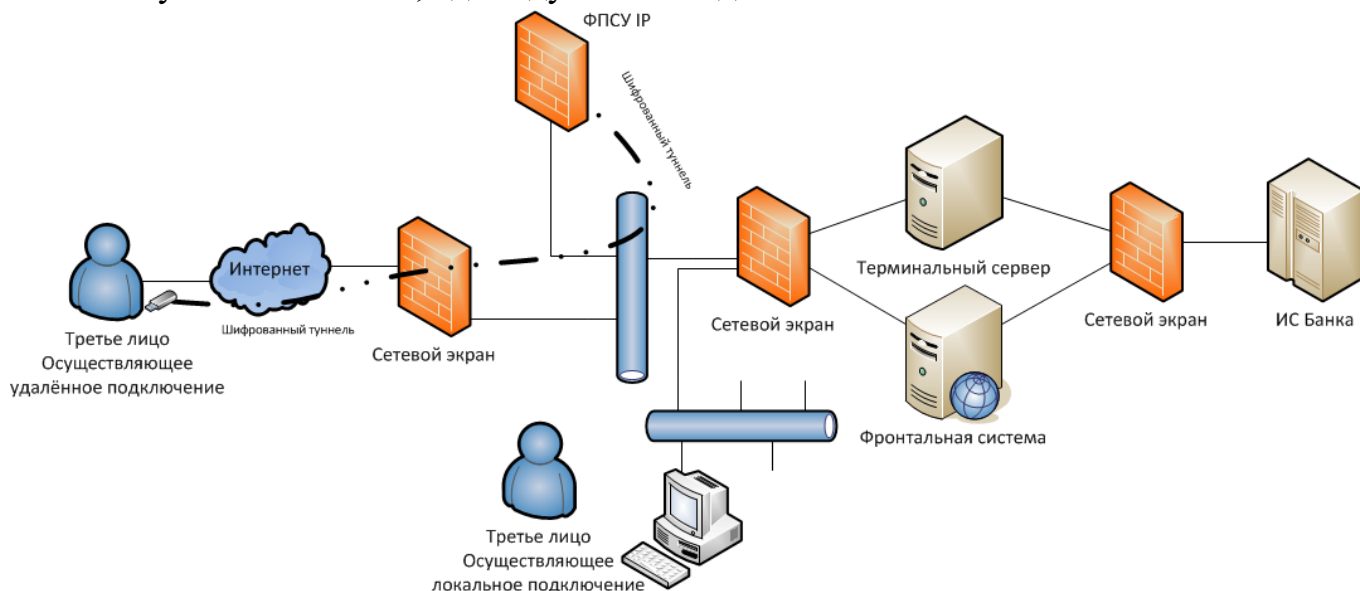 ФПСУ IP
Шифрованный туннель
Интернет
Шифрованный туннель
Третье лицо
Осуществляющее
удалённое подключение
Сетевой экран
Сетевой экран
Терминальный сервер
Фронтальная система
Сетевой экран
ИС Банка
Третье лицо
Осуществляющее
локальное подключение